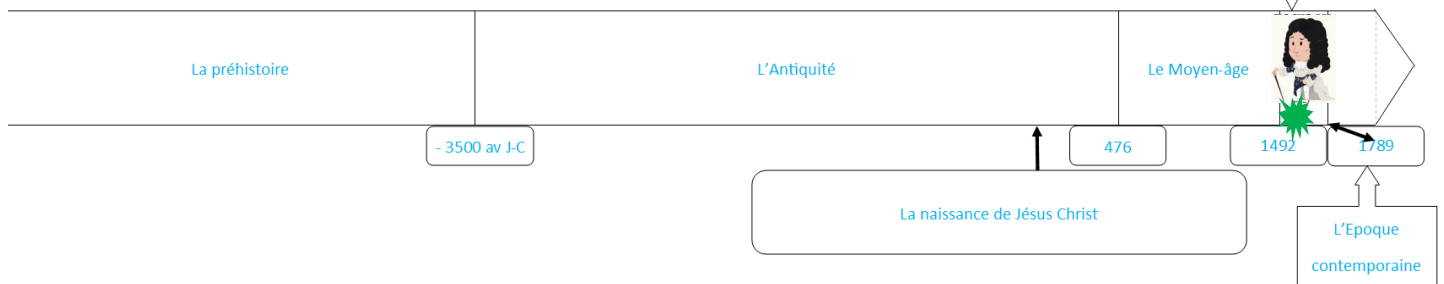 La préhistoire
L'Antiquité
Le Moyen-âge
- 3500 av J-C
476
1492
1789
La naissance de Jésus Christ
L'Epoque
contemporaine